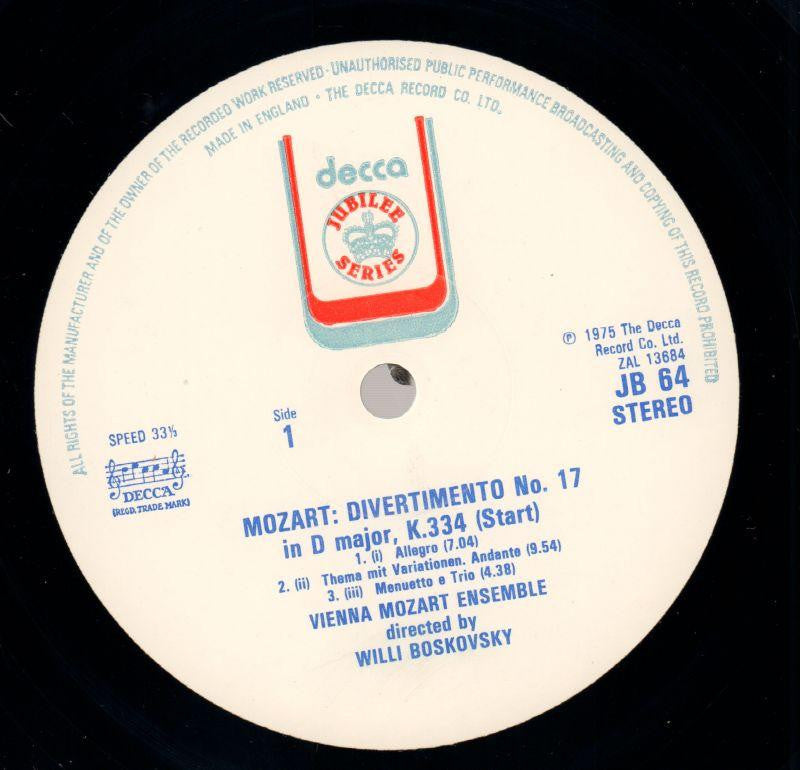 ALL RIGHTS OF THE MANUFACTURER AND OF THE OWNER OF THE RECORDED WORK RESERVED · UNAUTHORISED PUBLIC PERFORMANCE BROADCASTING AND COPYING OF THIS RECORD PROHIBITED
MADE IN ENGLAND · THE DECCA RECORD CO. LTD.
decca
JUBILEE
SERIES
℗ 1975 The Decca
Record Co. Ltd.
ZAL 13684
JB 64
STEREO
Side
1
SPEED 33⅓
DECCA
(REGD. TRADE MARK)
MOZART: DIVERTIMENTO No. 17
in D major, K.334 (Start)
1. (i) Allegro (7.04)
2. (ii) Thema mit Variationen. Andante (9.54)
3. (iii) Menuetto e Trio (4.38)
VIENNA MOZART ENSEMBLE
directed by
WILLI BOSKOVSKY